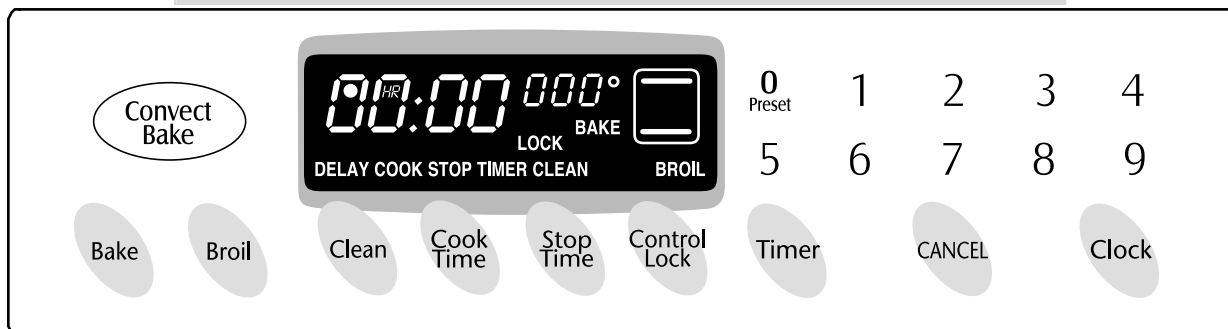 Convect
Bake
00:00
HR
000°
BAKE
LOCK
DELAY COOK STOP TIMER CLEAN
BROIL
0 1 2 3 4
Preset
5 6 7 8 9
Bake
Broil
Clean
Cook
Time
Stop
Time
Control
Lock
Timer
CANCEL
Clock